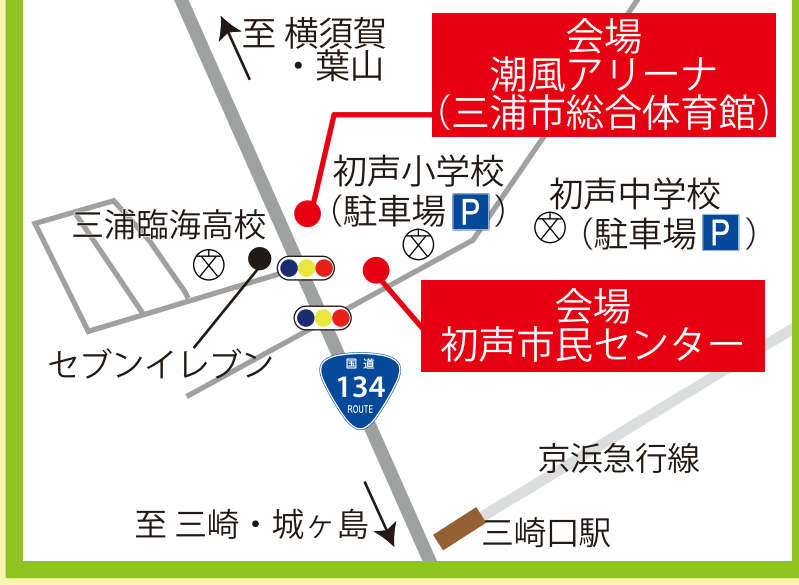 至 横須賀
・葉山
会場
潮風アリーナ
(三浦市総合体育館)
初声小学校
(駐車場P)
初声中学校
(駐車場P)
三浦臨海高校
会場
初声市民センター
セブンイレブン
国道
134
ROUTE
京浜急行線
至 三崎・城ヶ島
三崎口駅